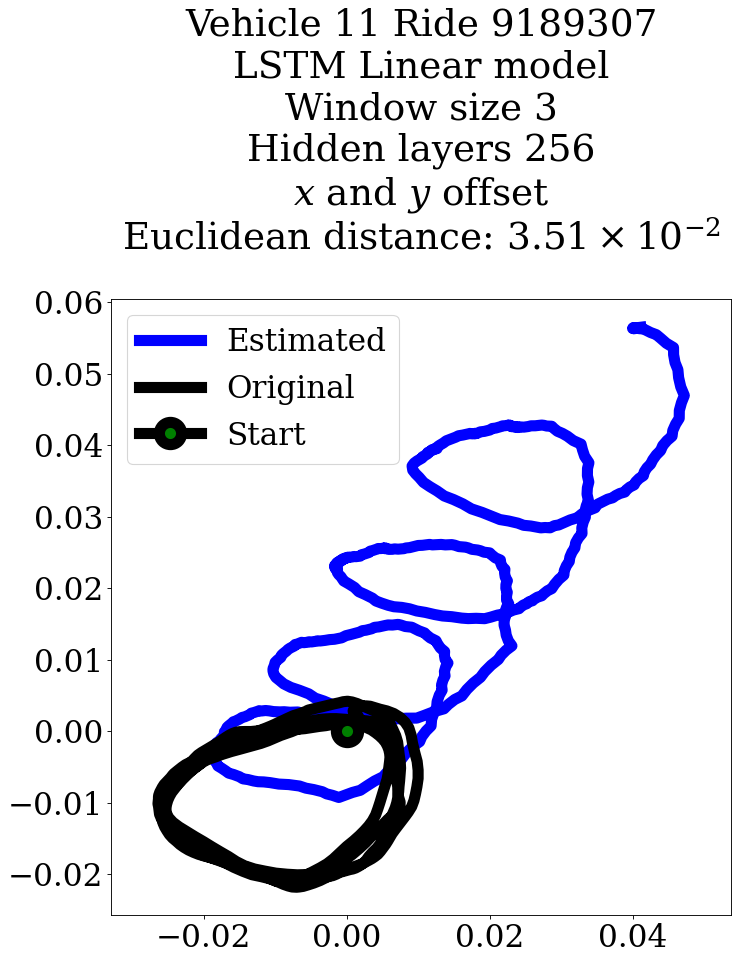 Vehicle 11 Ride 9189307
LSTM Linear model
Window size 3
Hidden layers 256
x and y offset
Euclidean distance: 3.51 × 10⁻²
0.06
0.05
0.04
0.03
0.02
0.01
0.00
−0.01
−0.02
Estimated
Original
Start
−0.02 0.00 0.02 0.04